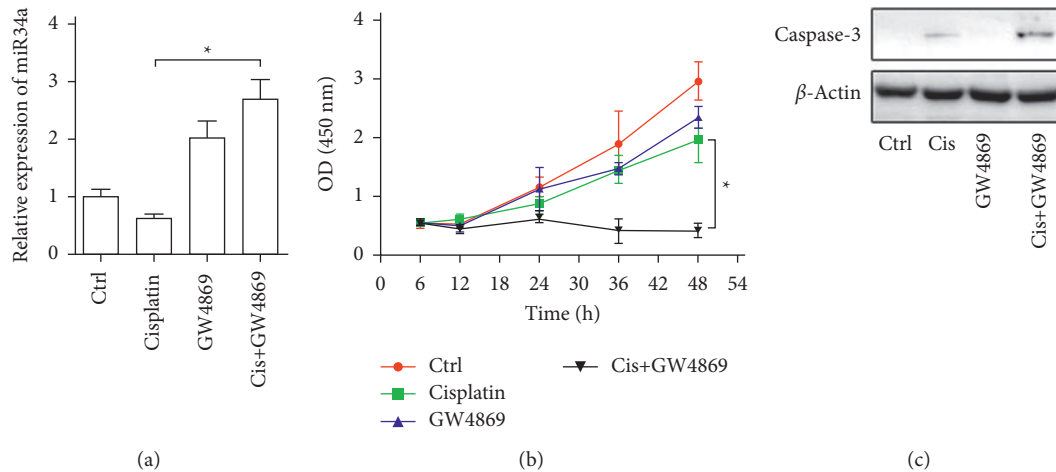 Relative expression of miR34a
4
3
2
1
0
*
Ctrl
Cisplatin
GW4869
Cis+GW4869
(a)
OD (450 nm)
4
3
2
1
0
*
0 6 12 18 24 30 36 42 48 54
Time (h)
Ctrl
Cisplatin
GW4869
Cis+GW4869
(b)
Caspase-3
β-Actin
Ctrl
Cis
GW4869
Cis+GW4869
(c)